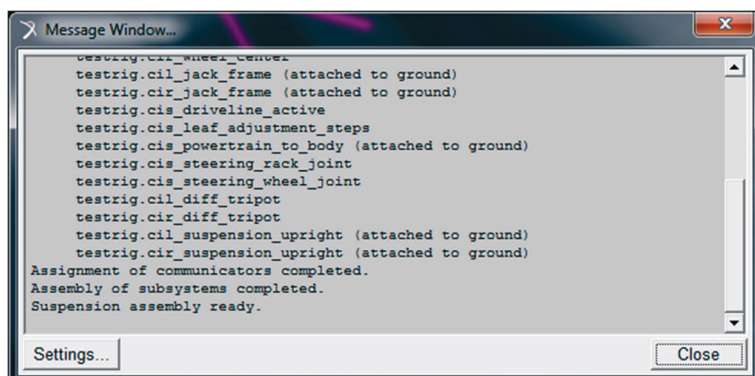 Message Window...
testrig.cir_wheel_center
testrig.cil_jack_frame (attached to ground)
testrig.cir_jack_frame (attached to ground)
testrig.cis_driveline_active
testrig.cis_leaf_adjustment_steps
testrig.cis_powertrain_to_body (attached to ground)
testrig.cis_steering_rack_joint
testrig.cis_steering_wheel_joint
testrig.cil_diff_tripot
testrig.cir_diff_tripot
testrig.cil_suspension_upright (attached to ground)
testrig.cir_suspension_upright (attached to ground)
Assignment of communicators completed.
Assembly of subsystems completed.
Suspension assembly ready.
Settings...
Close